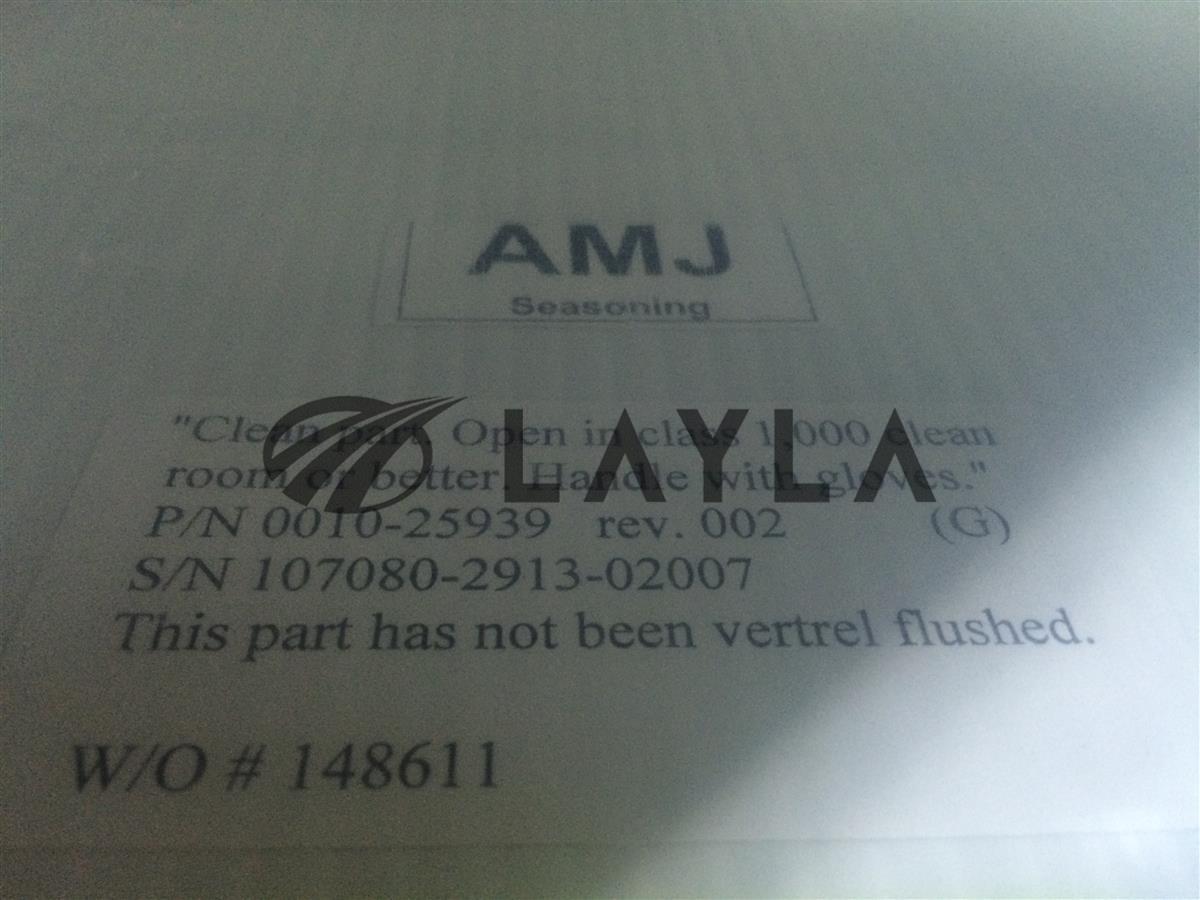 AMJ
Seasoning
LAYLA
"Clean part. Open in class 1,000 clean
room or better. Handle with gloves."
P/N 0010-25939 rev. 002 (G)
S/N 107080-2913-02007
This part has not been vertrel flushed.
W/O # 148611